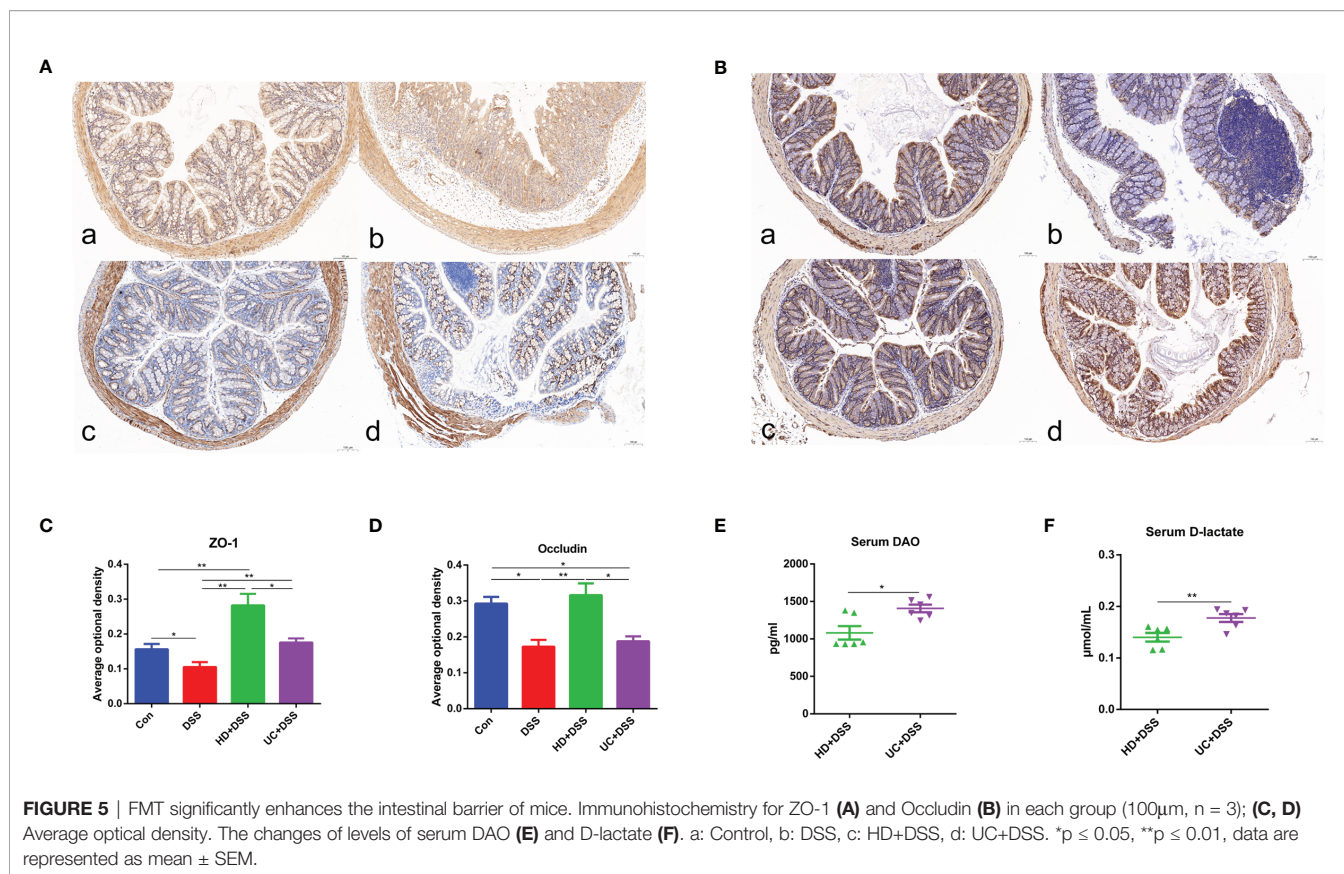 A
B
a
b
c
d
a
b
c
d
C
ZO-1
**
**
**
*
*
Average optional density
0.4
0.3
0.2
0.1
0.0
Con
DSS
HD+DSS
UC+DSS
D
Occludin
*
*
**
*
Average optional density
0.4
0.3
0.2
0.1
0.0
Con
DSS
HD+DSS
UC+DSS
E
Serum DAO
*
pg/ml
2000
1500
1000
500
0
HD+DSS
UC+DSS
F
Serum D-lactate
**
μmol/mL
0.3
0.2
0.1
0.0
HD+DSS
UC+DSS
FIGURE 5 | FMT significantly enhances the intestinal barrier of mice. Immunohistochemistry for ZO-1 (A) and Occludin (B) in each group (100μm, n = 3); (C, D)
Average optical density. The changes of levels of serum DAO (E) and D-lactate (F). a: Control, b: DSS, c: HD+DSS, d: UC+DSS. *p ≤ 0.05, **p ≤ 0.01, data are
represented as mean ± SEM.